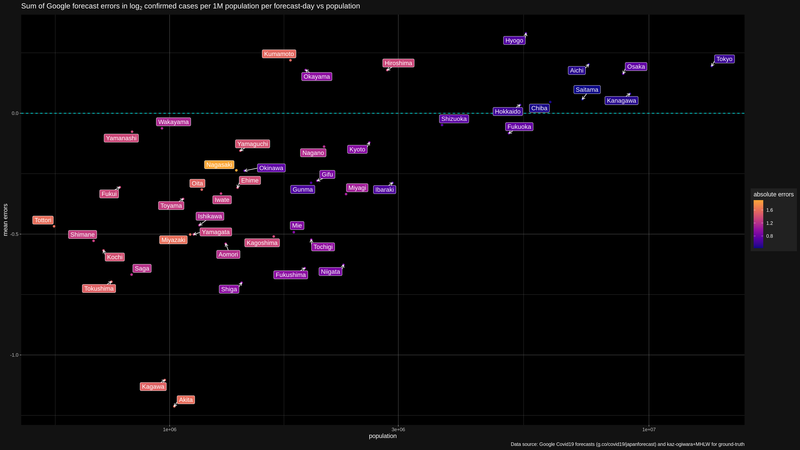 Sum of Google forecast errors in log2 confirmed cases per 1M population per forecast-day vs population
Hyogo
Kumamoto
Tokyo
Hiroshima
Osaka
Aichi
Okayama
Saitama
Kanagawa
Chiba
Hokkaido
0.0
Shizuoka
Wakayama
Fukuoka
Yamanashi
Yamaguchi
Kyoto
Nagano
Nagasaki
Okinawa
Gifu
Ehime
Oita
Gunma
Miyagi
Ibaraki
Fukui
Iwate
Toyama
Ishikawa
Tottori
Mie
Yamagata
Shimane
-0.5
Miyazaki
Kagoshima
Tochigi
Aomori
Kochi
Saga
Niigata
Fukushima
Tokushima
Shiga
-1.0
Kagawa
Akita
mean errors
absolute errors
1.6
1.2
0.8
1e+06
3e+06
1e+07
population
Data source: Google Covid19 forecasts (g.co/covid19/japanforecast) and kaz-ogiwara+MHLW for ground-truth